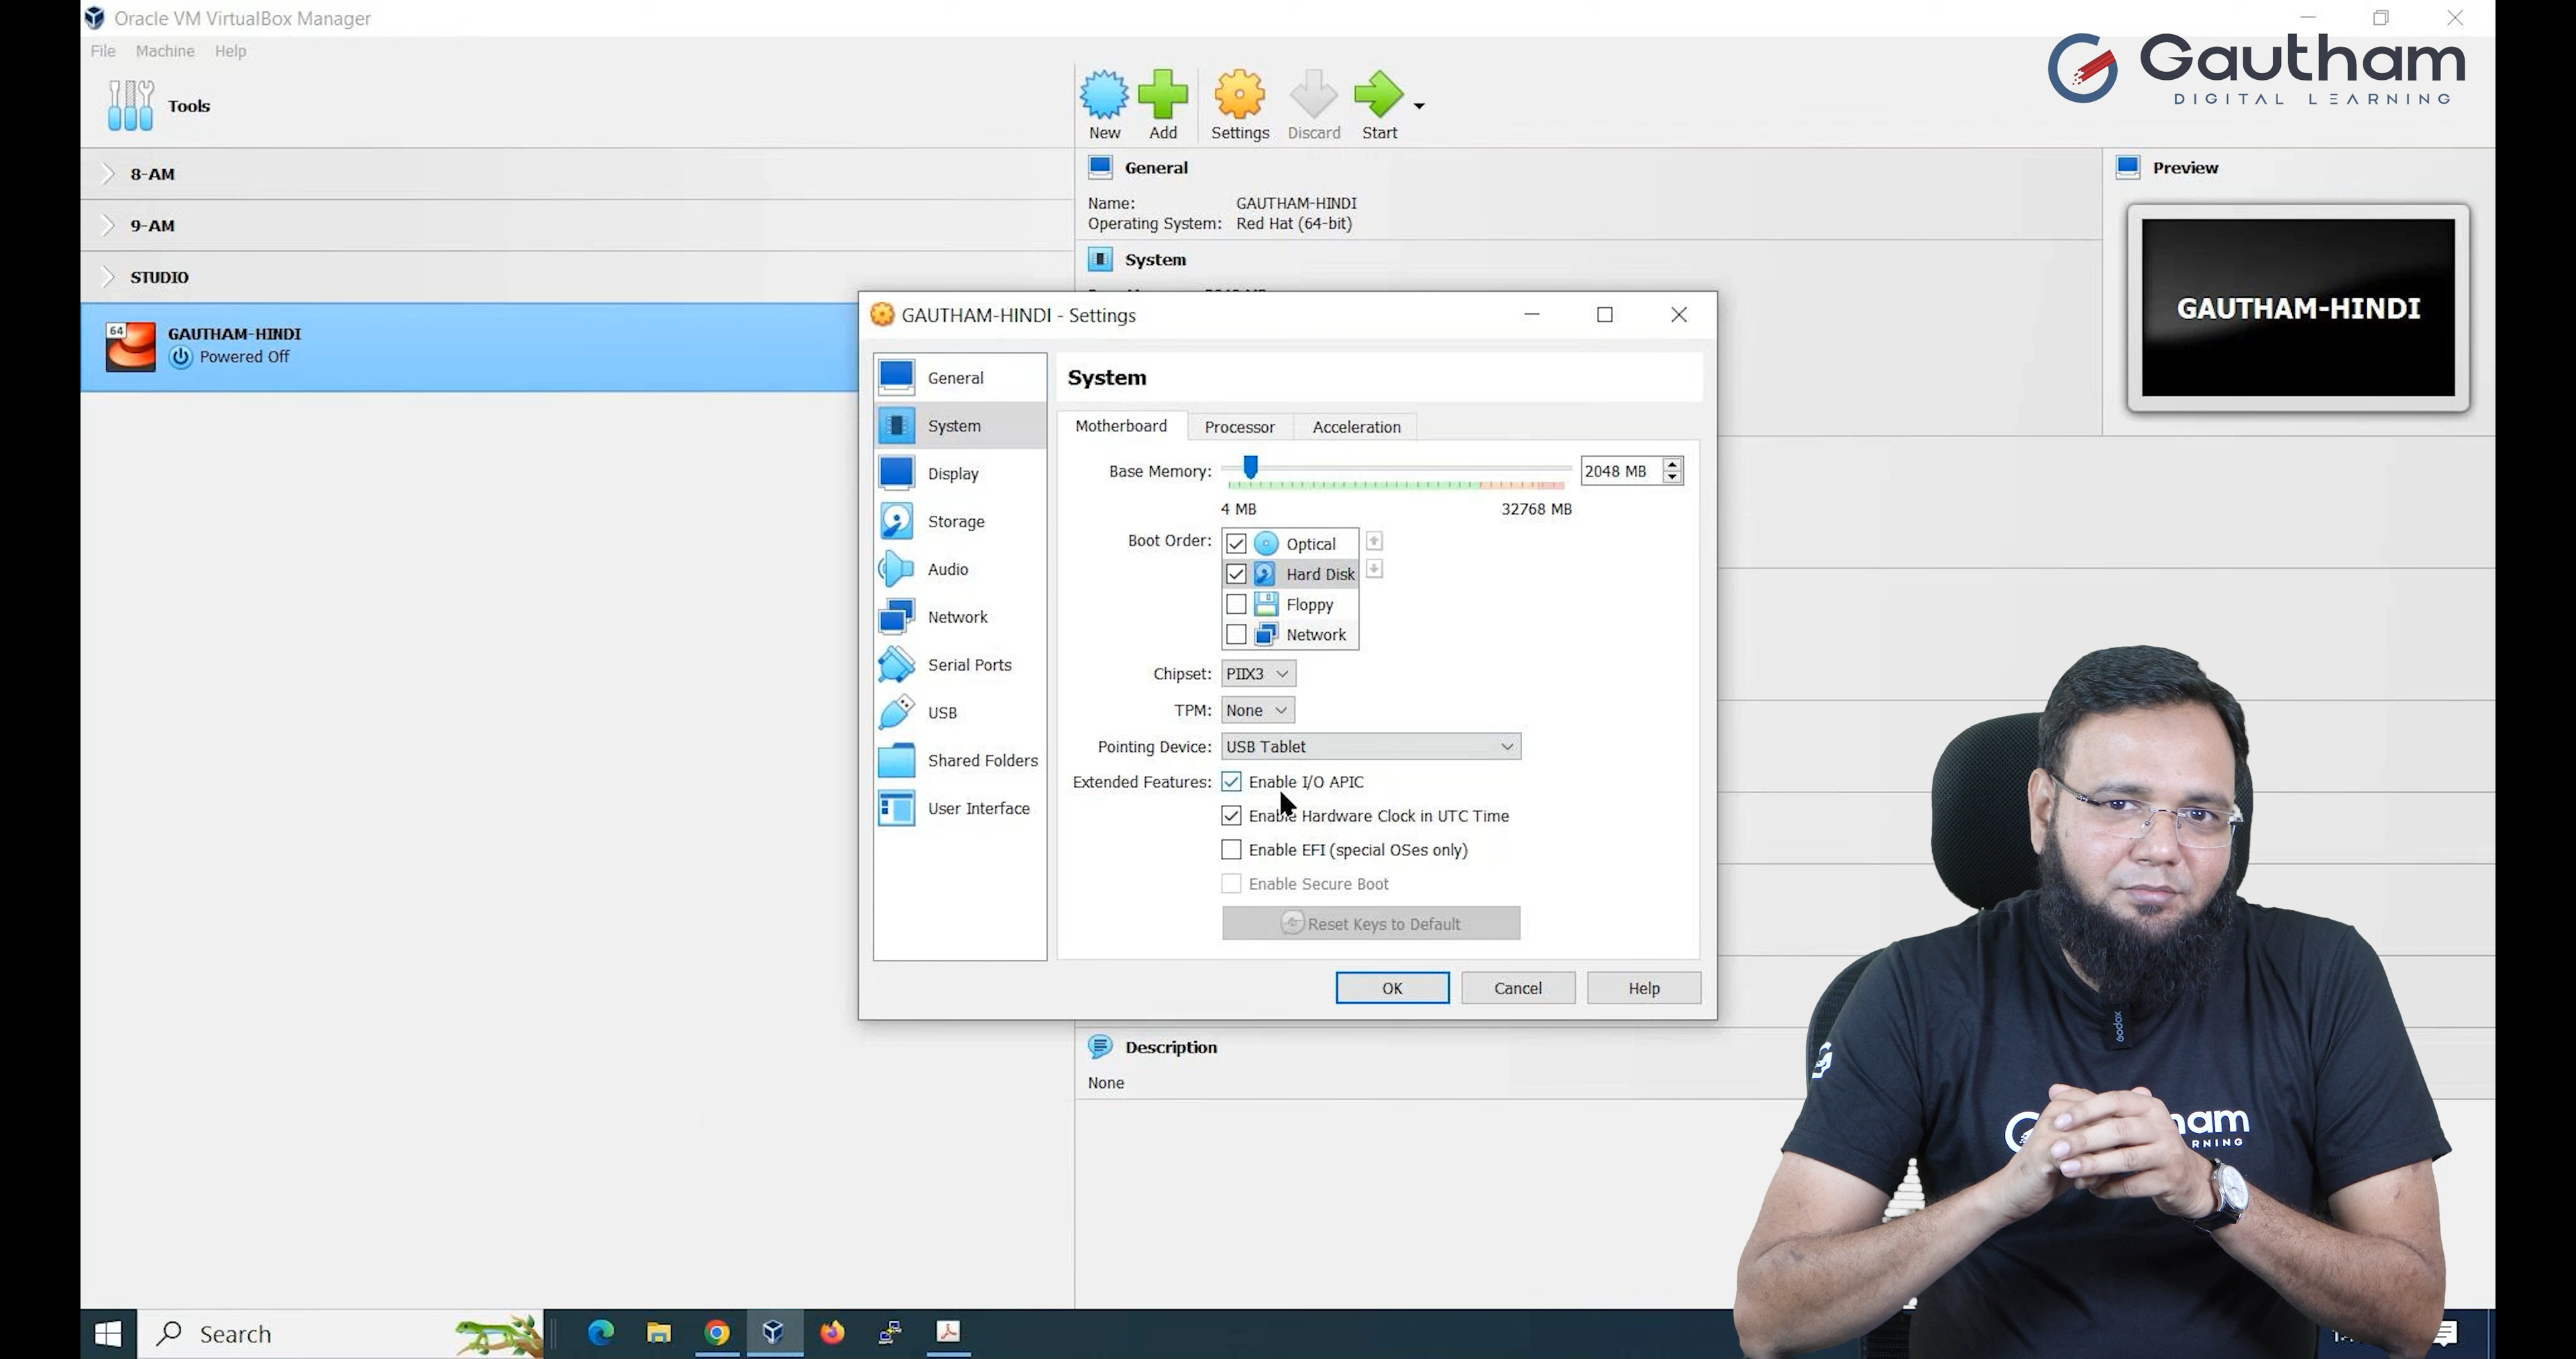 Oracle VM VirtualBox Manager
File Machine Help
Gautham
DIGITAL LEARNING
Tools
New Add Settings Discard Start
8-AM
9-AM
STUDIO
64
GAUTHAM-HINDI
Powered Off
General
Name: GAUTHAM-HINDI
Operating System: Red Hat (64-bit)
System
Preview
GAUTHAM-HINDI
GAUTHAM-HINDI - Settings
General
System
Display
Storage
Audio
Network
Serial Ports
USB
Shared Folders
User Interface
System
Motherboard Processor Acceleration
Base Memory: 2048 MB
4 MB 32768 MB
Boot Order: Optical
Hard Disk
Floppy
Network
Chipset: PIIX3
TPM: None
Pointing Device: USB Tablet
Extended Features: Enable I/O APIC
Enable Hardware Clock in UTC Time
Enable EFI (special OSes only)
Enable Secure Boot
Reset Keys to Default
OK Cancel Help
Description
None
Godox
Search